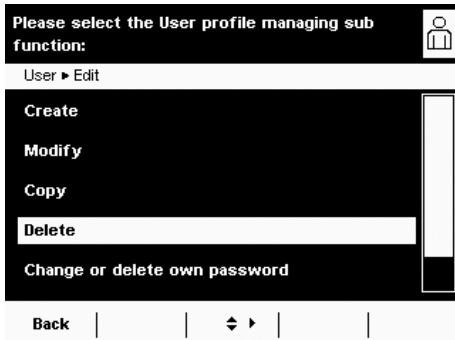 Please select the User profile managing sub
function:
User ▸ Edit
Create
Modify
Copy
Delete
Change or delete own password
Back